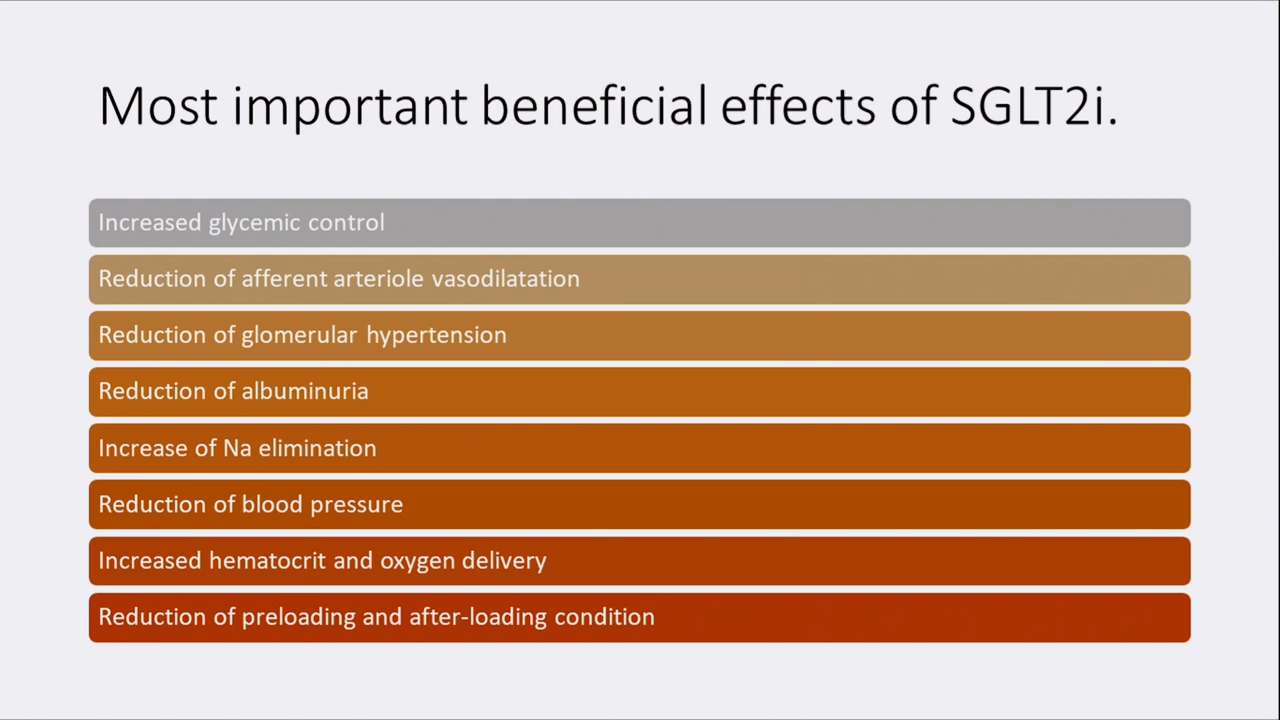 Most important beneficial effects of SGLT2i.
Increased glycemic control
Reduction of afferent arteriole vasodilatation
Reduction of glomerular hypertension
Reduction of albuminuria
Increase of Na elimination
Reduction of blood pressure
Increased hematocrit and oxygen delivery
Reduction of preloading and after-loading condition